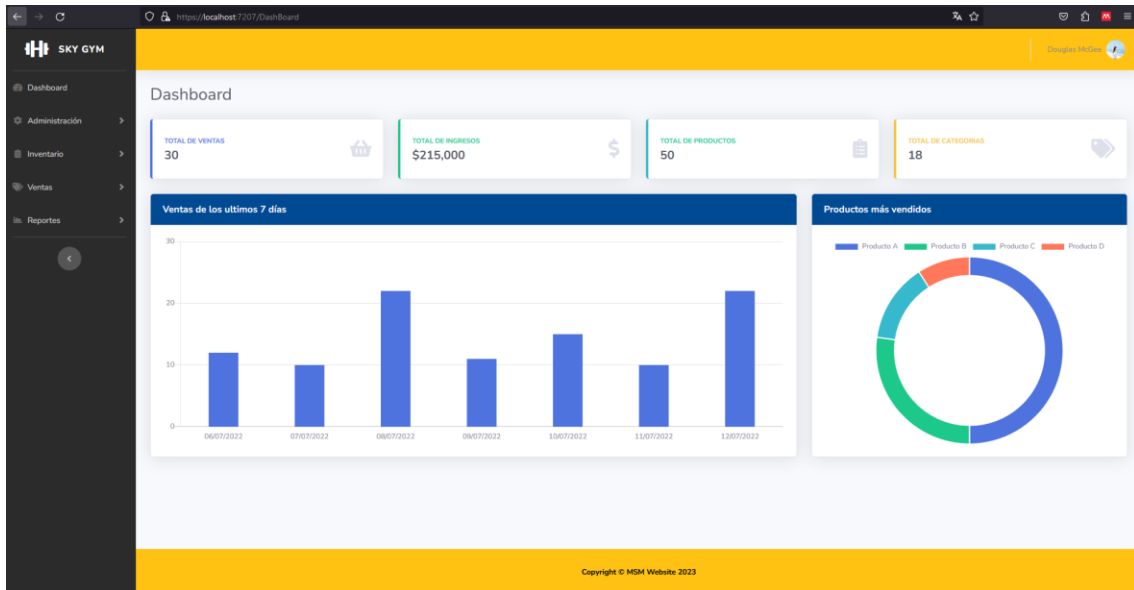 https://localhost:7207/DashBoard
SKY GYM
Douglas McGee
Dashboard
Administración
Inventario
Ventas
Reportes
Dashboard
TOTAL DE VENTAS
30
TOTAL DE INGRESOS
$215,000
$
TOTAL DE PRODUCTOS
50
TOTAL DE CATEGORIAS
18
Ventas de los ultimos 7 días
30
20
10
0
06/07/2022 07/07/2022 08/07/2022 09/07/2022 10/07/2022 11/07/2022 12/07/2022
Productos más vendidos
Producto A Producto B Producto C Producto D
Copyright © MSM Website 2023